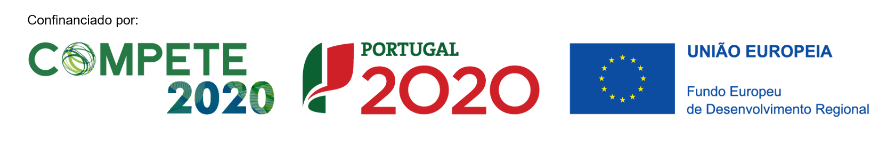 Confinanciado por:
COMPETE
2020
PORTUGAL
2020
UNIÃO EUROPEIA
Fundo Europeu
de Desenvolvimento Regional